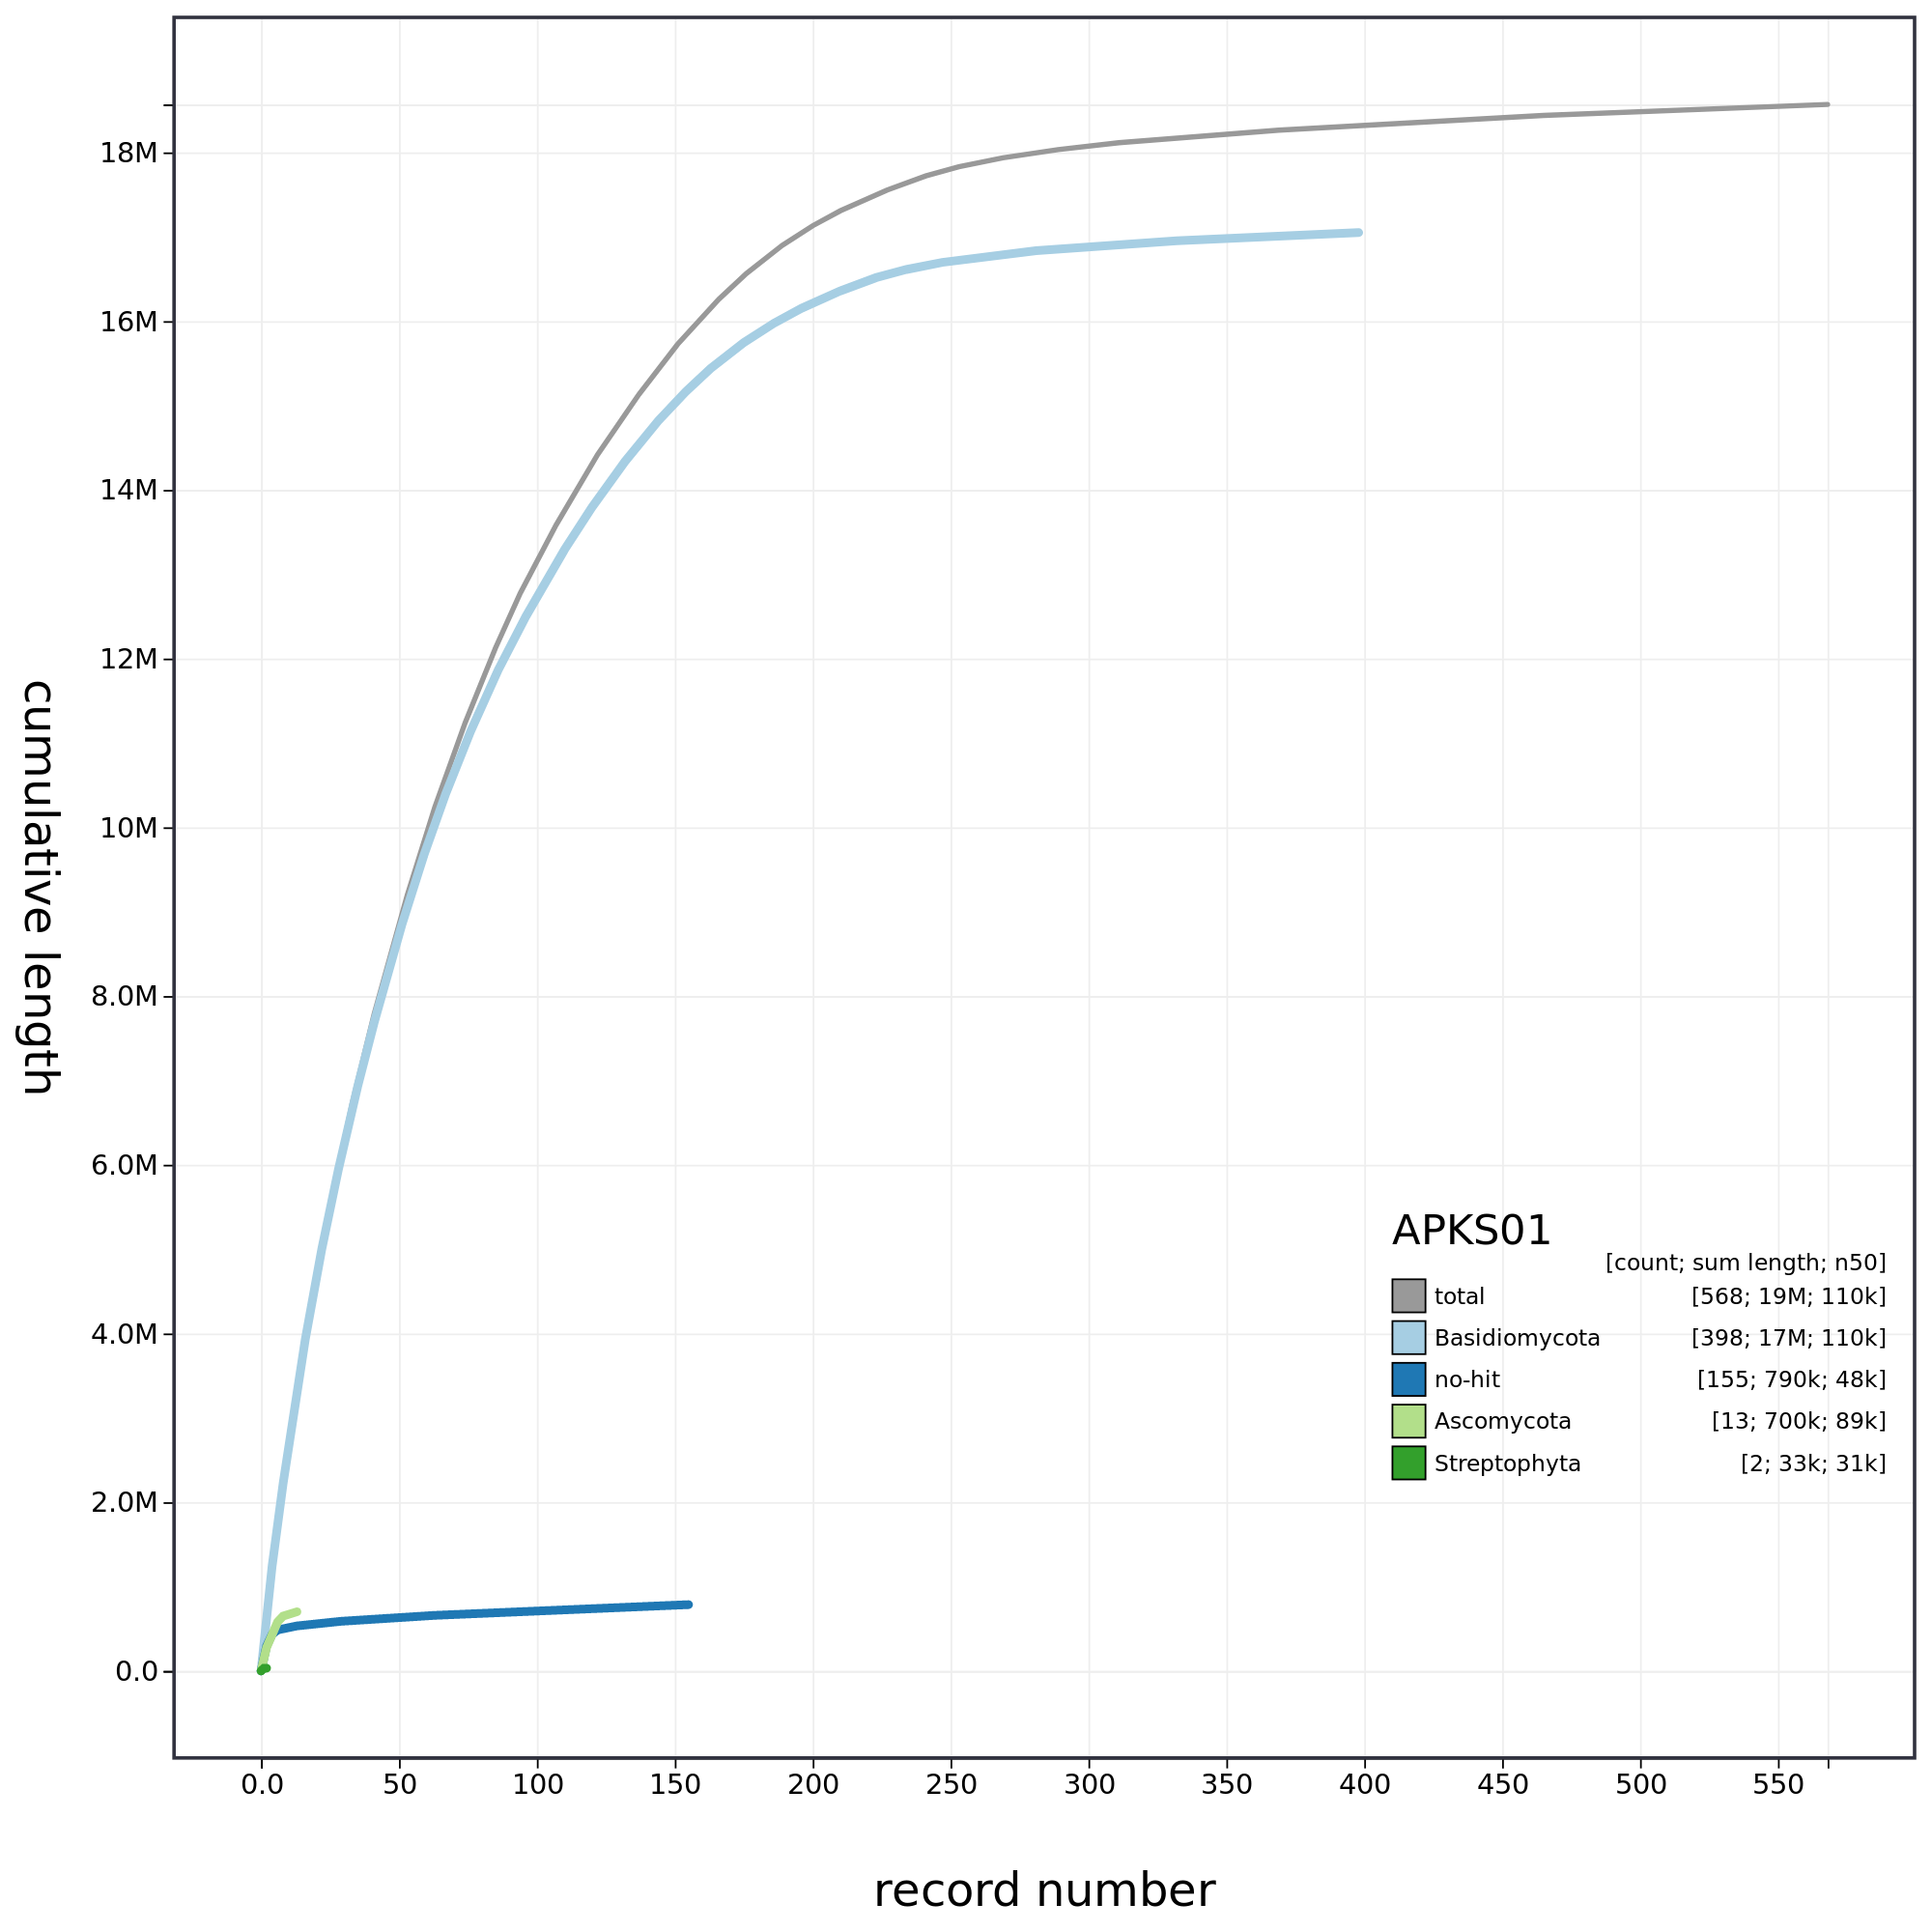 cumulative length
18M
16M
14M
12M
10M
8.0M
6.0M
4.0M
2.0M
0.0
APKS01
[count; sum length; n50]
total [568; 19M; 110k]
Basidiomycota [398; 17M; 110k]
no-hit [155; 790k; 48k]
Ascomycota [13; 700k; 89k]
Streptophyta [2; 33k; 31k]
0.0 50 100 150 200 250 300 350 400 450 500 550
record number